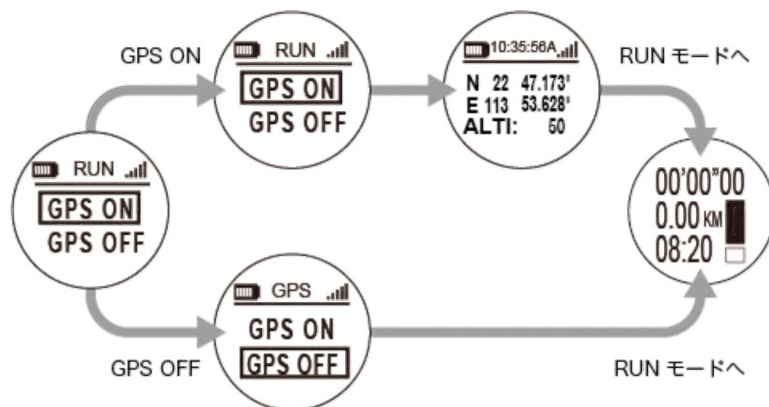 GPS ON
RUN
GPS ON
GPS OFF
10:35:56A
N 22 47.173'
E 113 53.628'
ALTI: 50
RUN モードへ
RUN
GPS ON
GPS OFF
00'00"00
0.00 KM
08:20
GPS OFF
GPS
GPS ON
GPS OFF
RUN モードへ